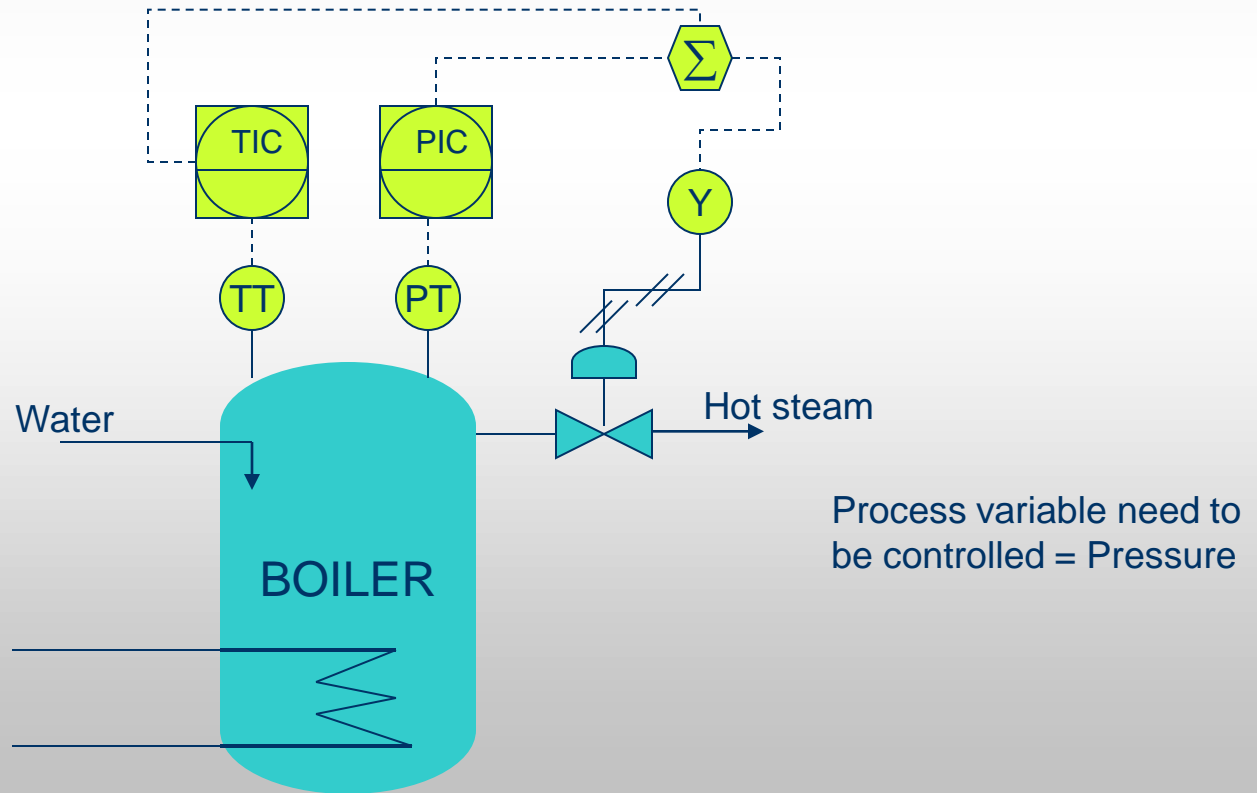 Σ
TIC
PIC
Y
TT
PT
Hot steam
Water
Process variable need to
be controlled = Pressure
BOILER